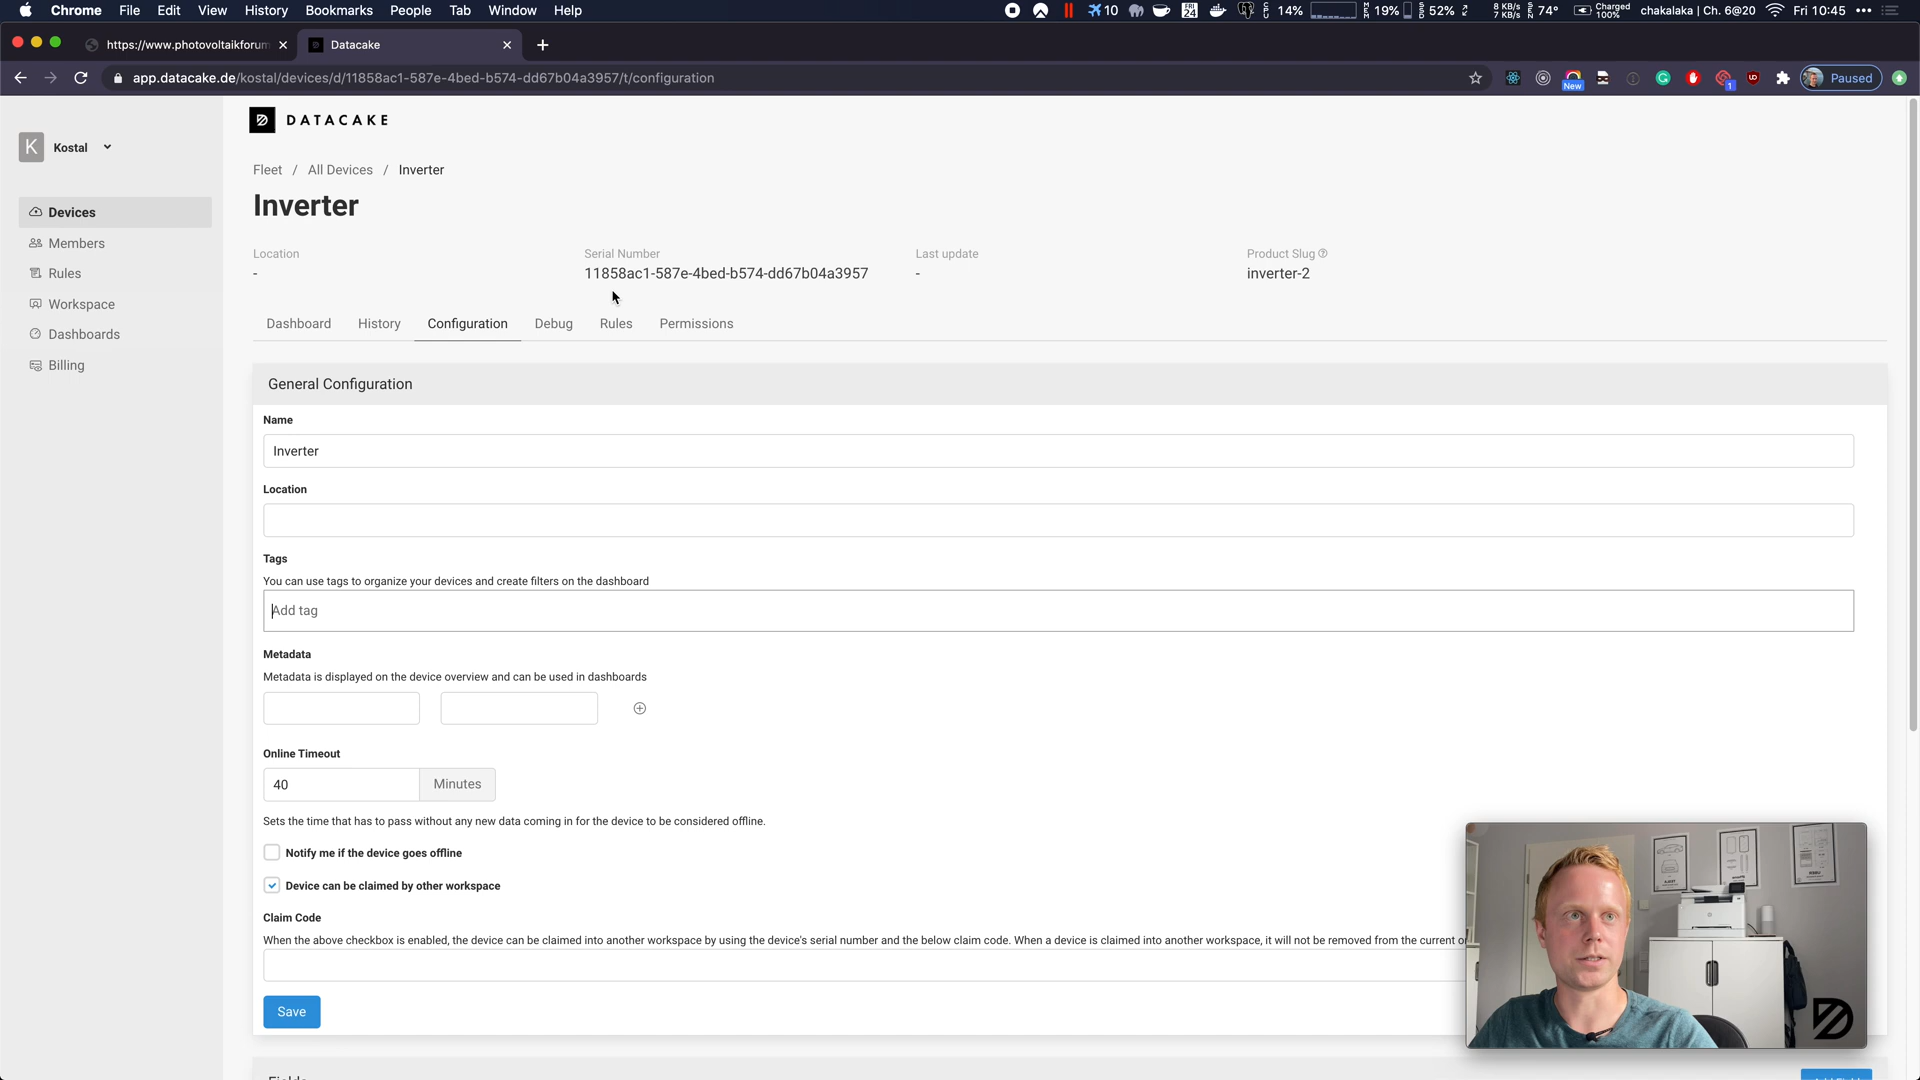 Chrome File Edit View History Bookmarks People Tab Window Help 10 FRI 24 14% 19% 52% 8 KB/s 7 KB/s 74° Charged 100% chakalaka | Ch. 6@20 Fri 10:45
https://www.photovoltaikforum Datacake
app.datacake.de/kostal/devices/d/11858ac1-587e-4bed-b574-dd67b04a3957/t/configuration New 1 Paused
DATACAKE
K Kostal
Fleet / All Devices / Inverter
Inverter
Devices
Members
Rules
Workspace
Dashboards
Billing
Location Serial Number Last update Product Slug
- 11858ac1-587e-4bed-b574-dd67b04a3957 - inverter-2
Dashboard History Configuration Debug Rules Permissions
General Configuration
Name
Inverter
Location
Tags
You can use tags to organize your devices and create filters on the dashboard
Add tag
Metadata
Metadata is displayed on the device overview and can be used in dashboards
Online Timeout
40 Minutes
Sets the time that has to pass without any new data coming in for the device to be considered offline.
Notify me if the device goes offline
Device can be claimed by other workspace
Claim Code
When the above checkbox is enabled, the device can be claimed into another workspace by using the device's serial number and the below claim code. When a device is claimed into another workspace, it will not be removed from the current
Save